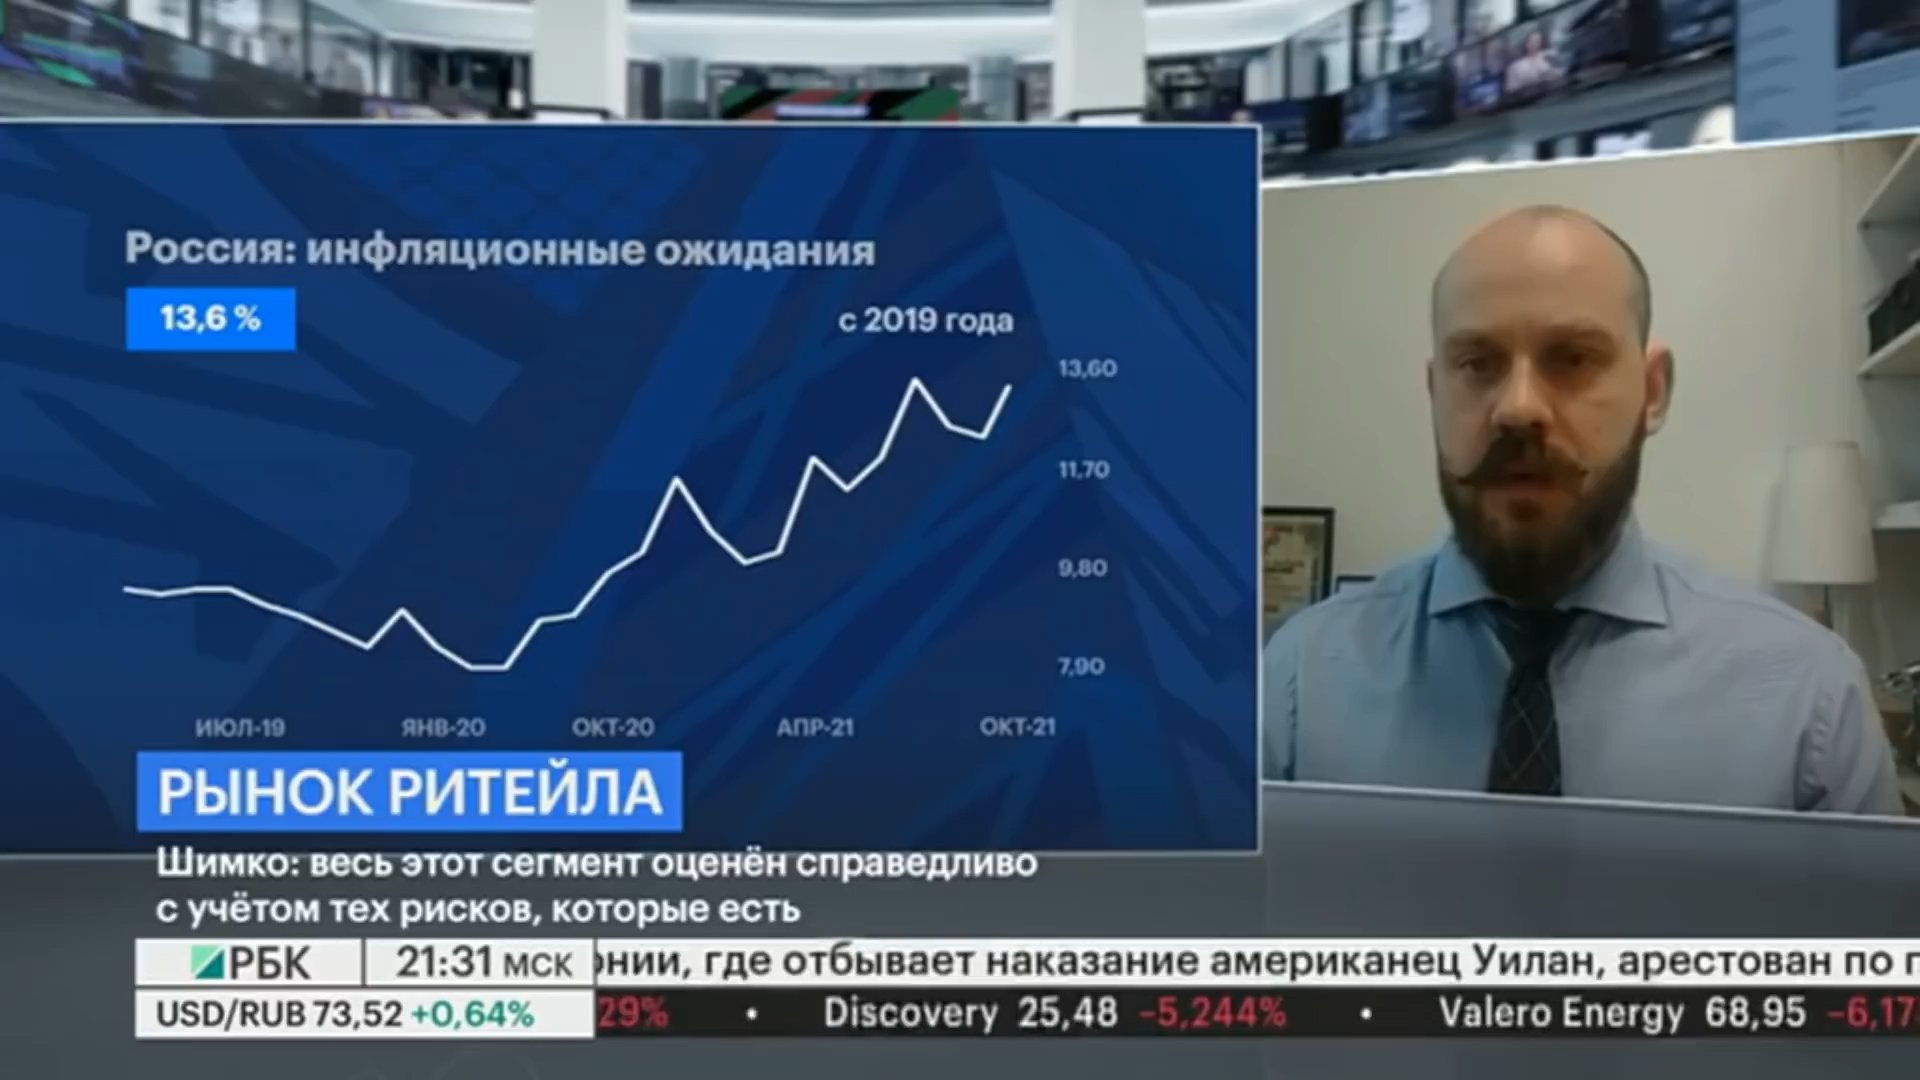 Россия: инфляционные ожидания
13,6 %
с 2019 года
13,60
11,70
9,80
7,90
ИЮЛ-19 ЯНВ-20 ОКТ-20 АПР-21 ОКТ-21
РЫНОК РИТЕЙЛА
Шимко: весь этот сегмент оценён справедливо
с учётом тех рисков, которые есть
РБК 21:31 МСК где отбывает наказание американец Уилан, арестован по
USD/RUB 73,52 +0,64% 29% • Discovery 25,48 -5,244% • Valero Energy 68,95 -6,17